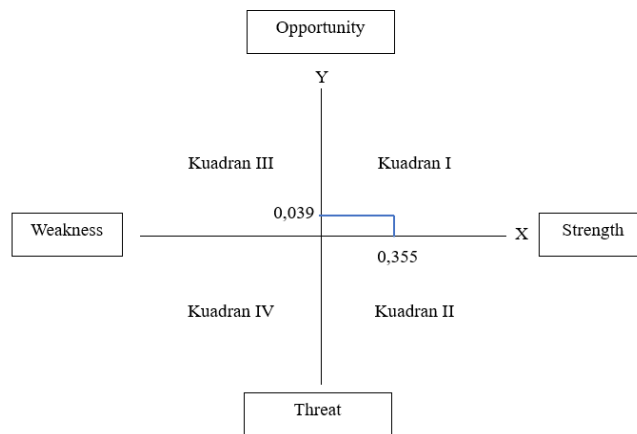 Opportunity
Y
Kuadran III
Kuadran I
0,039
Weakness
X
Strength
0,355
Kuadran IV
Kuadran II
Threat